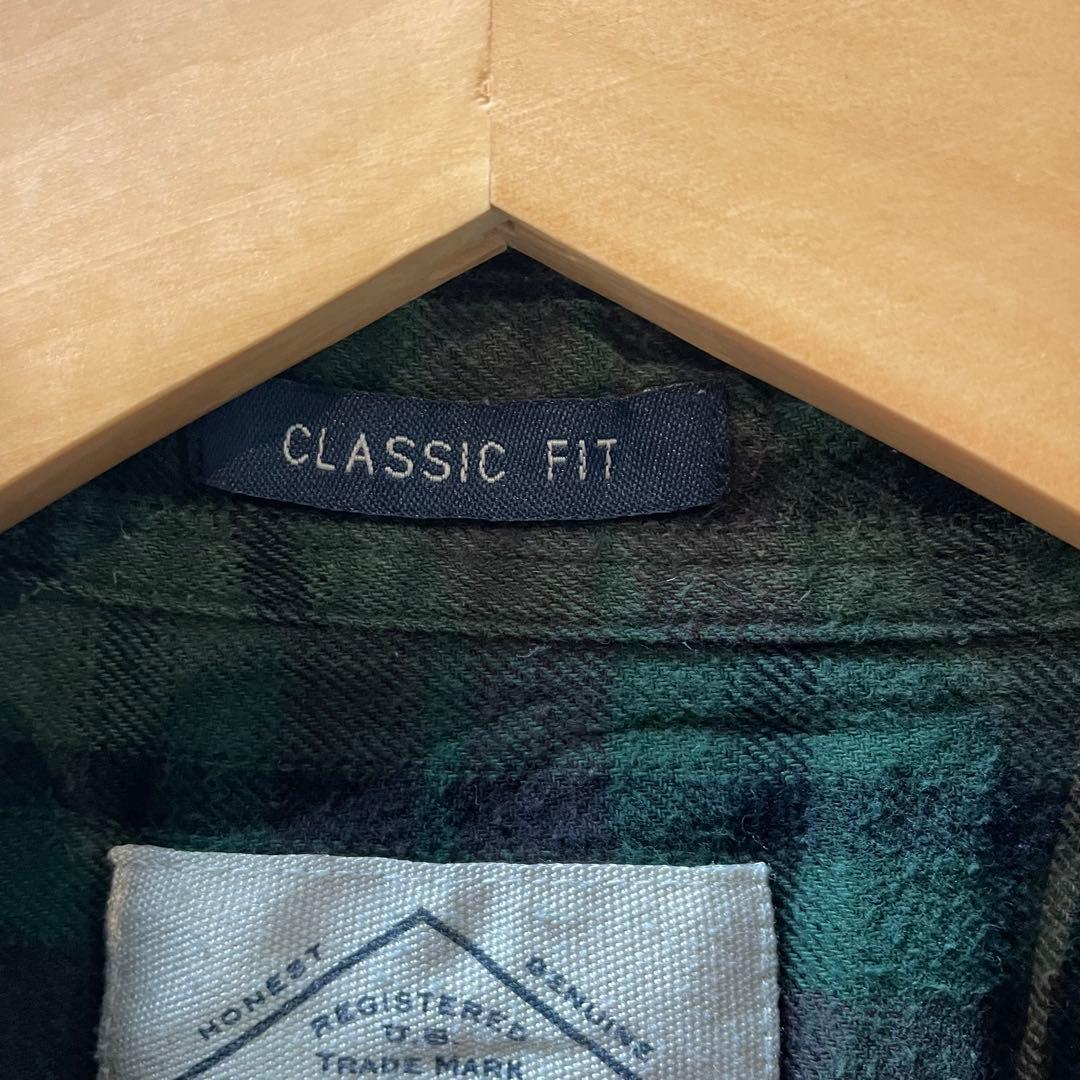 CLASSIC FIT
HONEST
GENUINE
REGISTERED
U.S.
TRADE MARK